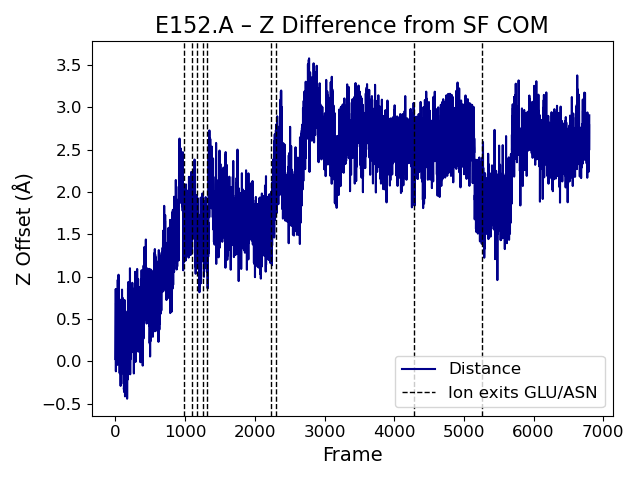 E152.A – Z Difference from SF COM
Z Offset (Å)
3.5
3.0
2.5
2.0
1.5
1.0
0.5
0.0
−0.5
0 1000 2000 3000 4000 5000 6000 7000
Frame
Distance
Ion exits GLU/ASN